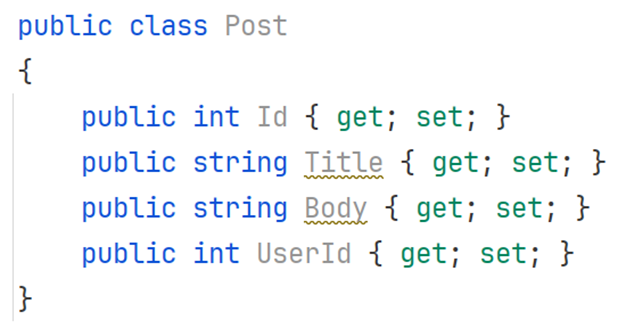 public class Post
{
public int Id { get; set; }
public string Title { get; set; }
public string Body { get; set; }
public int UserId { get; set; }
}